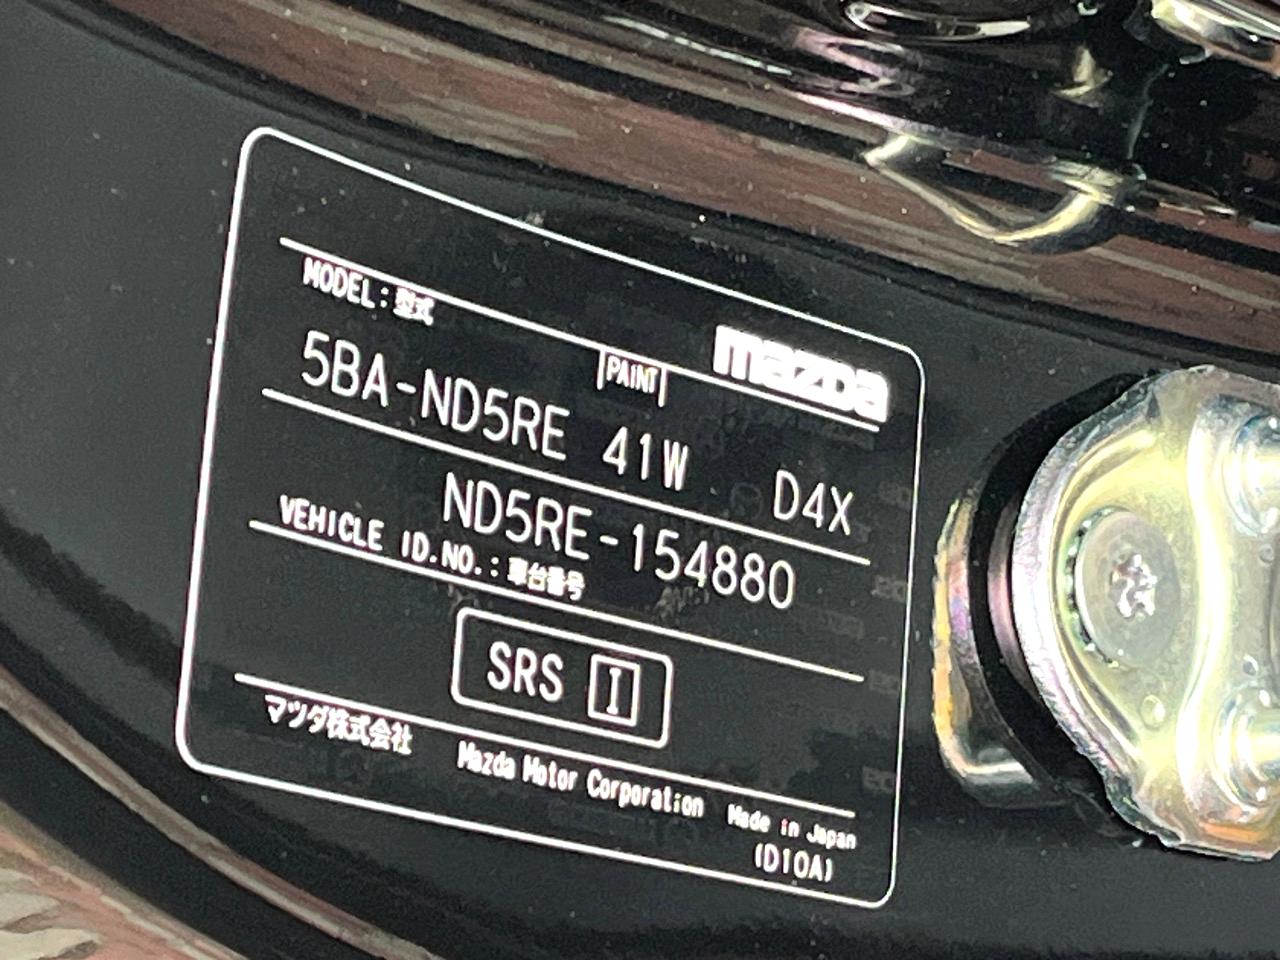 mazda
MODEL:型式
PAINT
5BA-ND5RE 41W D4X
ND5RE-154880
VEHICLE ID.NO.:車台番号
SRS I
マツダ株式会社 Mazda Motor Corporation Made in Japan
(D10A)